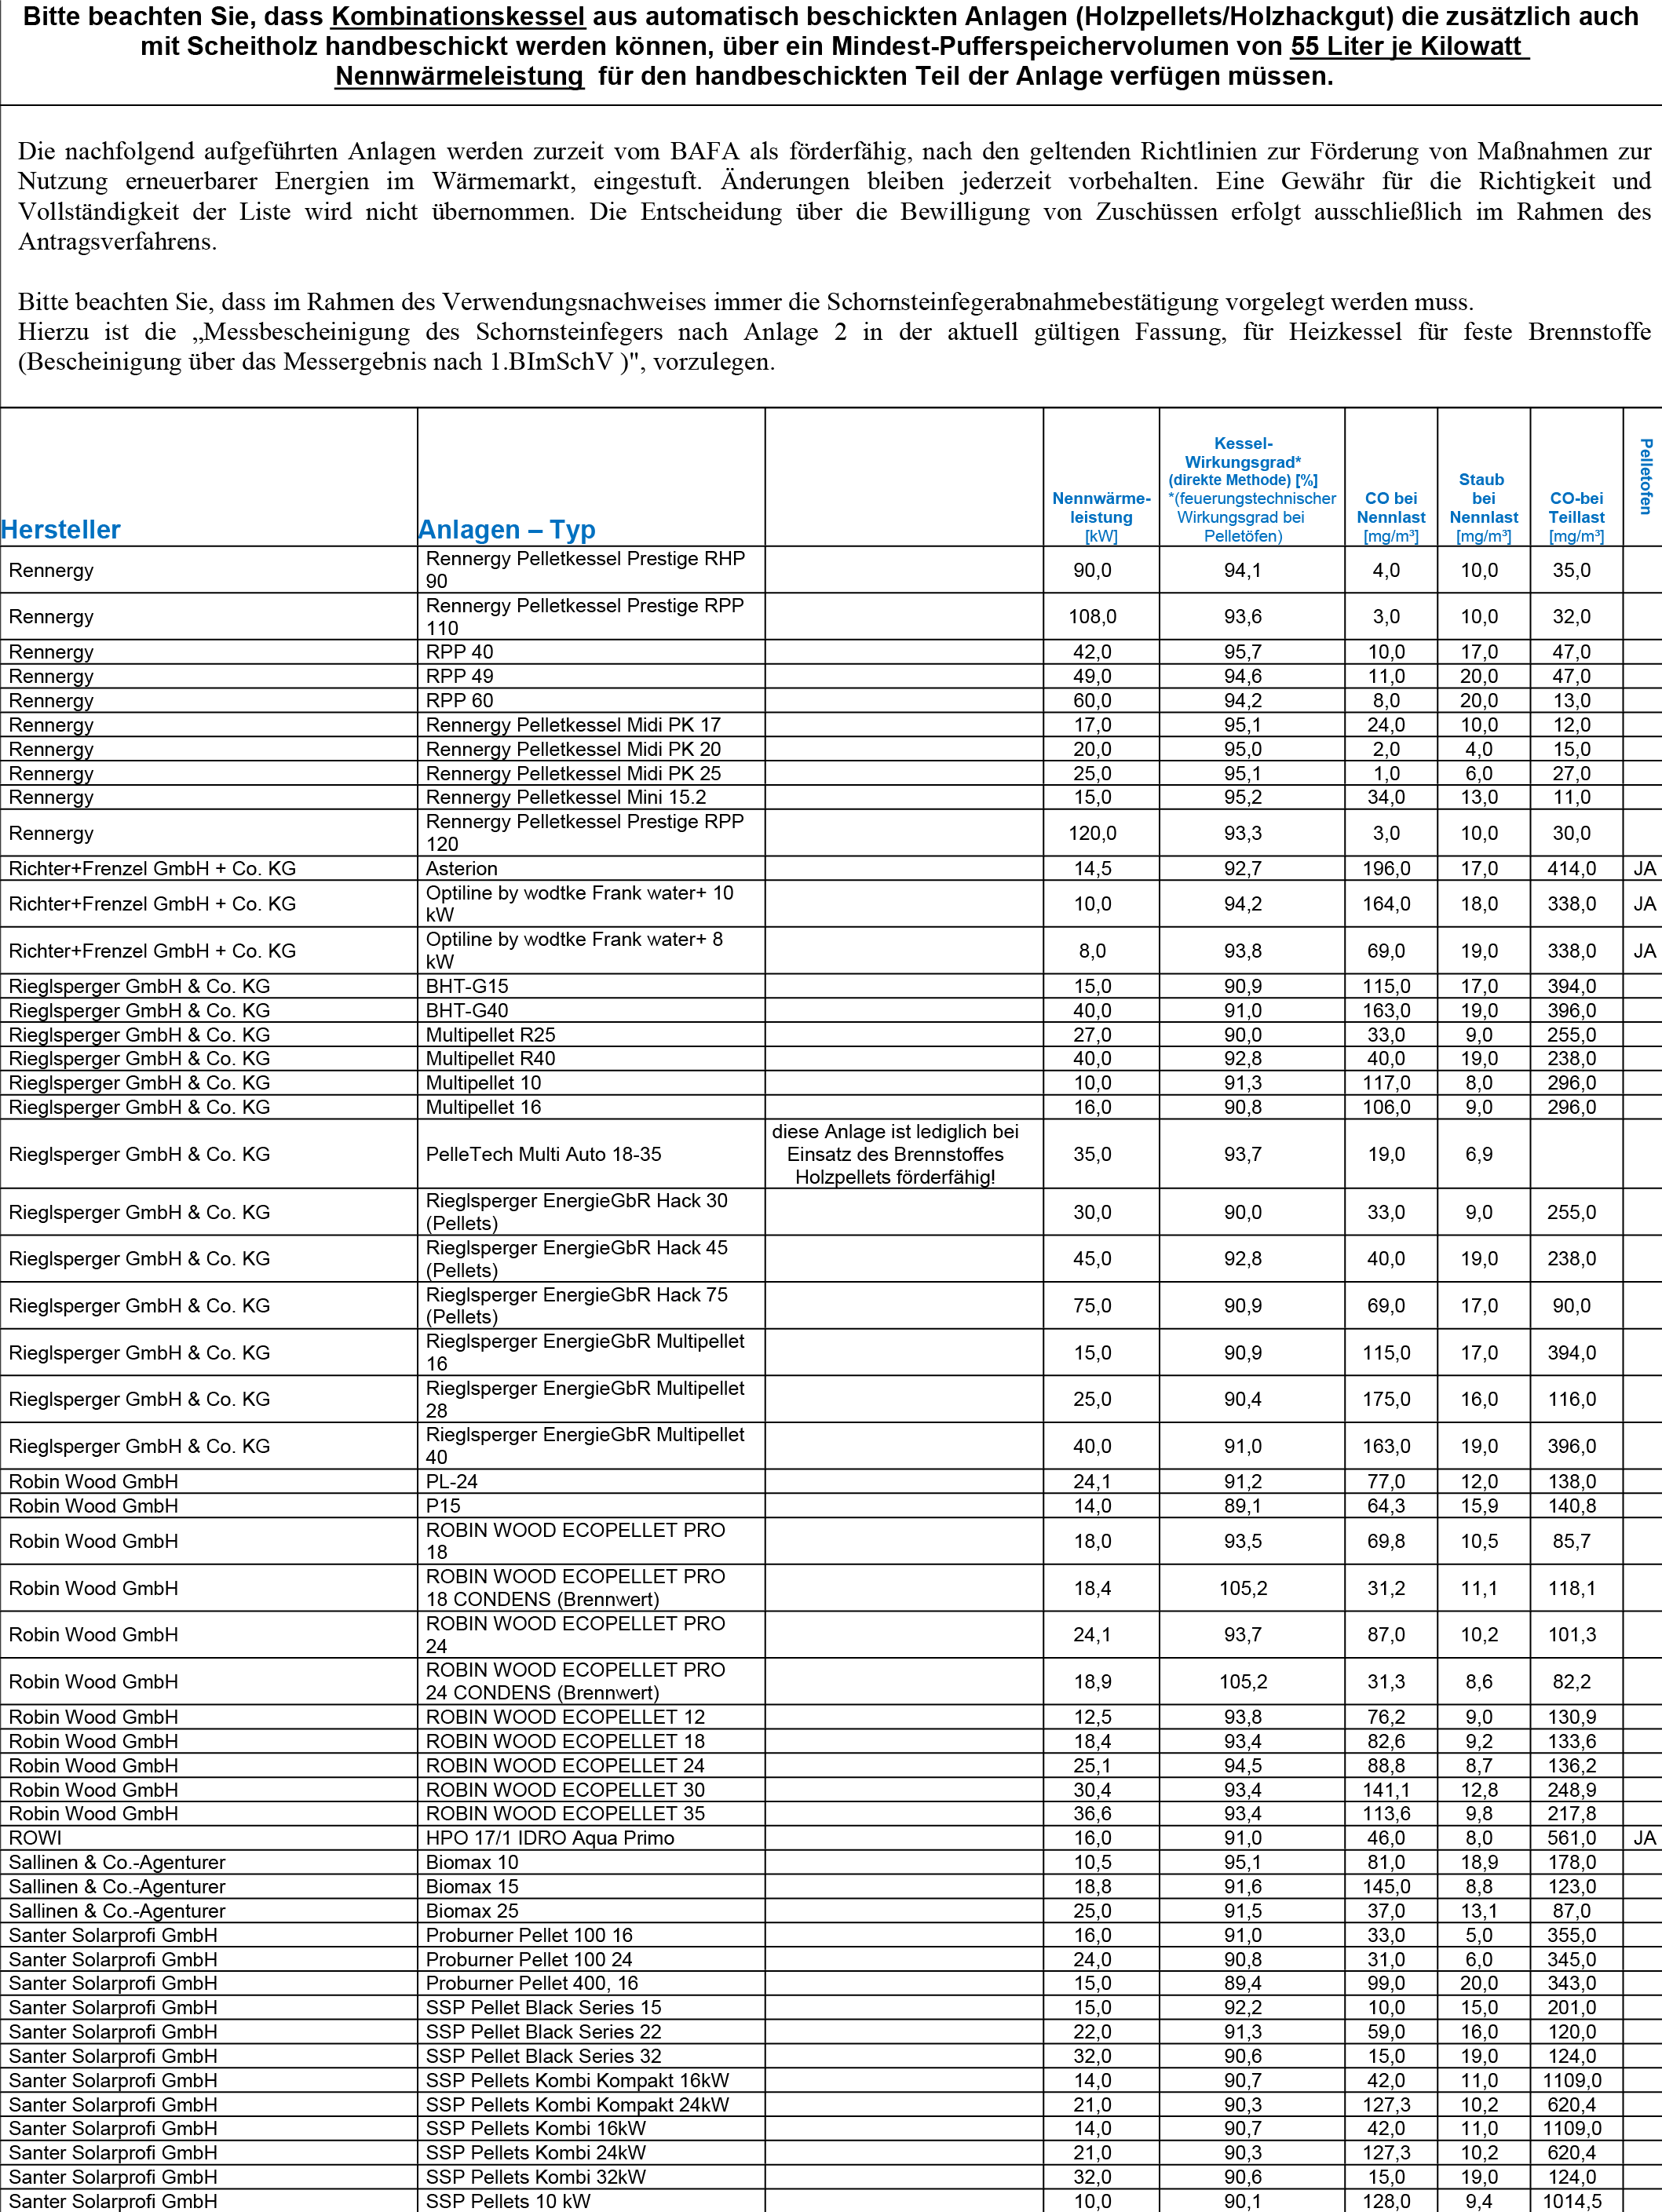 Bitte beachten Sie, dass Kombinationskessel aus automatisch beschickten Anlagen (Holzpellets/Holzhackgut) die zusätzlich auch
mit Scheitholz handbeschickt werden können, über ein Mindest-Pufferspeichervolumen von 55 Liter je Kilowatt
Nennwärmeleistung für den handbeschickten Teil der Anlage verfügen müssen.
Die nachfolgend aufgeführten Anlagen werden zurzeit vom BAFA als förderfähig, nach den geltenden Richtlinien zur Förderung von Maßnahmen zur
Nutzung erneuerbarer Energien im Wärmemarkt, eingestuft. Änderungen bleiben jederzeit vorbehalten. Eine Gewähr für die Richtigkeit und
Vollständigkeit der Liste wird nicht übernommen. Die Entscheidung über die Bewilligung von Zuschüssen erfolgt ausschließlich im Rahmen des
Antragsverfahrens.
Bitte beachten Sie, dass im Rahmen des Verwendungsnachweises immer die Schornsteinfegerabnahmebestätigung vorgelegt werden muss.
Hierzu ist die „Messbescheinigung des Schornsteinfegers nach Anlage 2 in der aktuell gültigen Fassung, für Heizkessel für feste Brennstoffe
(Bescheinigung über das Messergebnis nach 1.BImSchV )", vorzulegen.
Hersteller
Anlagen – Typ
Nennwärme-
leistung
[kW]
Kessel-
Wirkungsgrad*
(direkte Methode) [%]
*(feuerungstechnischer
Wirkungsgrad bei
Pelletöfen)
CO bei
Nennlast
[mg/m³]
Staub
bei
Nennlast
[mg/m³]
CO-bei
Teillast
[mg/m³]
Pelletofen
Rennergy Rennergy Pelletkessel Prestige RHP
90 90,0 94,1 4,0 10,0 35,0
Rennergy Rennergy Pelletkessel Prestige RPP
110 108,0 93,6 3,0 10,0 32,0
Rennergy RPP 40 42,0 95,7 10,0 17,0 47,0
Rennergy RPP 49 49,0 94,6 11,0 20,0 47,0
Rennergy RPP 60 60,0 94,2 8,0 20,0 13,0
Rennergy Rennergy Pelletkessel Midi PK 17 17,0 95,1 24,0 10,0 12,0
Rennergy Rennergy Pelletkessel Midi PK 20 20,0 95,0 2,0 4,0 15,0
Rennergy Rennergy Pelletkessel Midi PK 25 25,0 95,1 1,0 6,0 27,0
Rennergy Rennergy Pelletkessel Mini 15.2 15,0 95,2 34,0 13,0 11,0
Rennergy Rennergy Pelletkessel Prestige RPP
120 120,0 93,3 3,0 10,0 30,0
Richter+Frenzel GmbH + Co. KG Asterion 14,5 92,7 196,0 17,0 414,0 JA
Richter+Frenzel GmbH + Co. KG Optiline by wodtke Frank water+ 10
kW 10,0 94,2 164,0 18,0 338,0 JA
Richter+Frenzel GmbH + Co. KG Optiline by wodtke Frank water+ 8
kW 8,0 93,8 69,0 19,0 338,0 JA
Rieglsperger GmbH & Co. KG BHT-G15 15,0 90,9 115,0 17,0 394,0
Rieglsperger GmbH & Co. KG BHT-G40 40,0 91,0 163,0 19,0 396,0
Rieglsperger GmbH & Co. KG Multipellet R25 27,0 90,0 33,0 9,0 255,0
Rieglsperger GmbH & Co. KG Multipellet R40 40,0 92,8 40,0 19,0 238,0
Rieglsperger GmbH & Co. KG Multipellet 10 10,0 91,3 117,0 8,0 296,0
Rieglsperger GmbH & Co. KG Multipellet 16 16,0 90,8 106,0 9,0 296,0
Rieglsperger GmbH & Co. KG PelleTech Multi Auto 18-35 diese Anlage ist lediglich bei
Einsatz des Brennstoffes
Holzpellets förderfähig! 35,0 93,7 19,0 6,9
Rieglsperger GmbH & Co. KG Rieglsperger EnergieGbR Hack 30
(Pellets) 30,0 90,0 33,0 9,0 255,0
Rieglsperger GmbH & Co. KG Rieglsperger EnergieGbR Hack 45
(Pellets) 45,0 92,8 40,0 19,0 238,0
Rieglsperger GmbH & Co. KG Rieglsperger EnergieGbR Hack 75
(Pellets) 75,0 90,9 69,0 17,0 90,0
Rieglsperger GmbH & Co. KG Rieglsperger EnergieGbR Multipellet
16 15,0 90,9 115,0 17,0 394,0
Rieglsperger GmbH & Co. KG Rieglsperger EnergieGbR Multipellet
28 25,0 90,4 175,0 16,0 116,0
Rieglsperger GmbH & Co. KG Rieglsperger EnergieGbR Multipellet
40 40,0 91,0 163,0 19,0 396,0
Robin Wood GmbH PL-24 24,1 91,2 77,0 12,0 138,0
Robin Wood GmbH P15 14,0 89,1 64,3 15,9 140,8
Robin Wood GmbH ROBIN WOOD ECOPELLET PRO
18 18,0 93,5 69,8 10,5 85,7
Robin Wood GmbH ROBIN WOOD ECOPELLET PRO
18 CONDENS (Brennwert) 18,4 105,2 31,2 11,1 118,1
Robin Wood GmbH ROBIN WOOD ECOPELLET PRO
24 24,1 93,7 87,0 10,2 101,3
Robin Wood GmbH ROBIN WOOD ECOPELLET PRO
24 CONDENS (Brennwert) 18,9 105,2 31,3 8,6 82,2
Robin Wood GmbH ROBIN WOOD ECOPELLET 12 12,5 93,8 76,2 9,0 130,9
Robin Wood GmbH ROBIN WOOD ECOPELLET 18 18,4 93,4 82,6 9,2 133,6
Robin Wood GmbH ROBIN WOOD ECOPELLET 24 25,1 94,5 88,8 8,7 136,2
Robin Wood GmbH ROBIN WOOD ECOPELLET 30 30,4 93,4 141,1 12,8 248,9
Robin Wood GmbH ROBIN WOOD ECOPELLET 35 36,6 93,4 113,6 9,8 217,8
ROWI HPO 17/1 IDRO Aqua Primo 16,0 91,0 46,0 8,0 561,0 JA
Sallinen & Co.-Agenturer Biomax 10 10,5 95,1 81,0 18,9 178,0
Sallinen & Co.-Agenturer Biomax 15 18,8 91,6 145,0 8,8 123,0
Sallinen & Co.-Agenturer Biomax 25 25,0 91,5 37,0 13,1 87,0
Santer Solarprofi GmbH Proburner Pellet 100 16 16,0 91,0 33,0 5,0 355,0
Santer Solarprofi GmbH Proburner Pellet 100 24 24,0 90,8 31,0 6,0 345,0
Santer Solarprofi GmbH Proburner Pellet 400, 16 15,0 89,4 99,0 20,0 343,0
Santer Solarprofi GmbH SSP Pellet Black Series 15 15,0 92,2 10,0 15,0 201,0
Santer Solarprofi GmbH SSP Pellet Black Series 22 22,0 91,3 59,0 16,0 120,0
Santer Solarprofi GmbH SSP Pellet Black Series 32 32,0 90,6 15,0 19,0 124,0
Santer Solarprofi GmbH SSP Pellets Kombi Kompakt 16kW 14,0 90,7 42,0 11,0 1109,0
Santer Solarprofi GmbH SSP Pellets Kombi Kompakt 24kW 21,0 90,3 127,3 10,2 620,4
Santer Solarprofi GmbH SSP Pellets Kombi 16kW 14,0 90,7 42,0 11,0 1109,0
Santer Solarprofi GmbH SSP Pellets Kombi 24kW 21,0 90,3 127,3 10,2 620,4
Santer Solarprofi GmbH SSP Pellets Kombi 32kW 32,0 90,6 15,0 19,0 124,0
Santer Solarprofi GmbH SSP Pellets 10 kW 10,0 90,1 128,0 9,4 1014,5